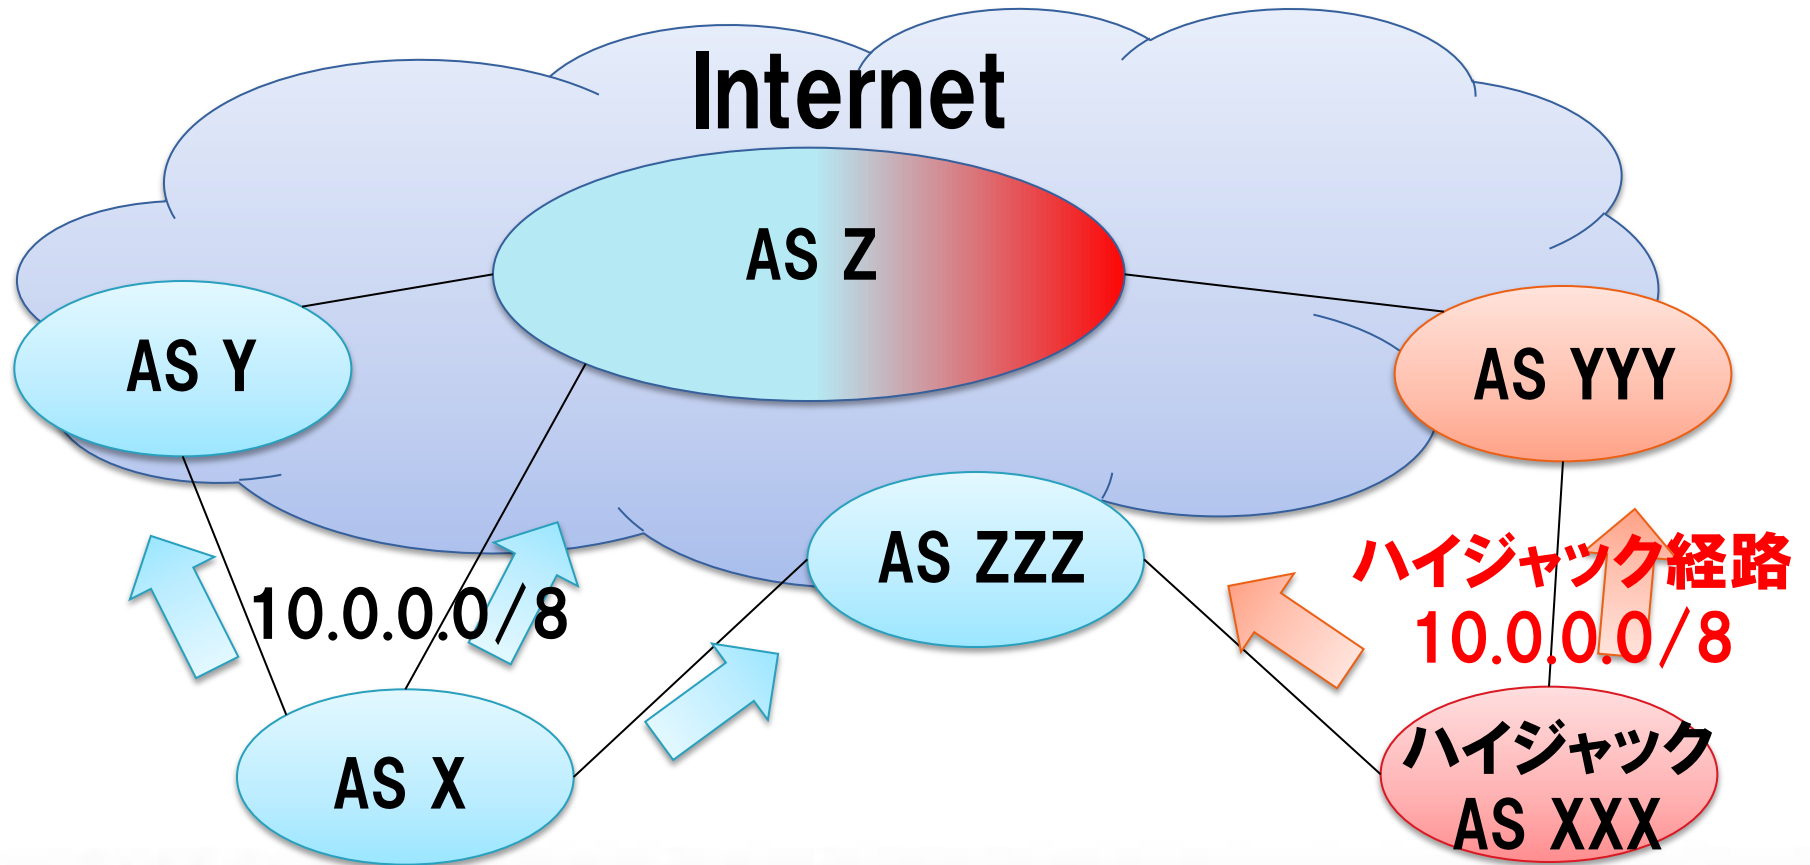 Internet
AS Z
AS Y
AS YYY
AS ZZZ
ハイジャック経路
10.0.0.0/8
10.0.0.0/8
AS X
ハイジャック
AS XXX